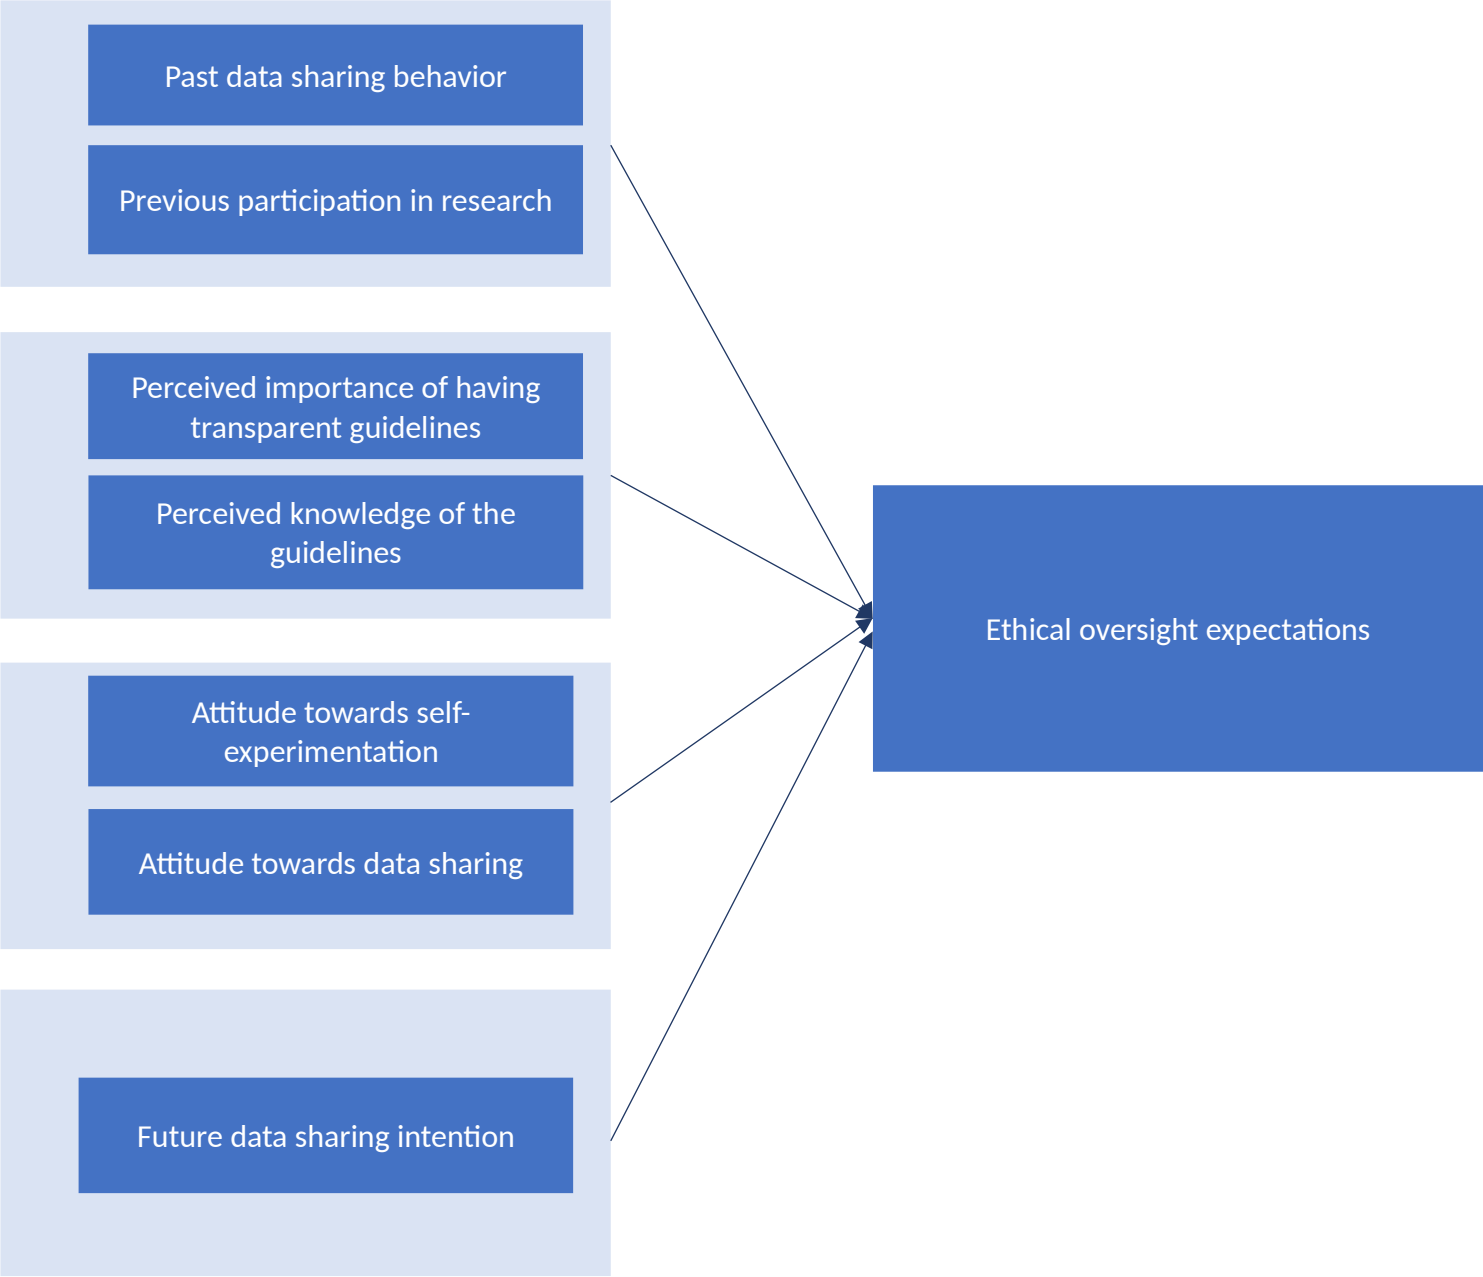 Past data sharing behavior
Previous participation in research
Perceived importance of having
transparent guidelines
Perceived knowledge of the
guidelines
Ethical oversight expectations
Attitude towards self-
experimentation
Attitude towards data sharing
Future data sharing intention